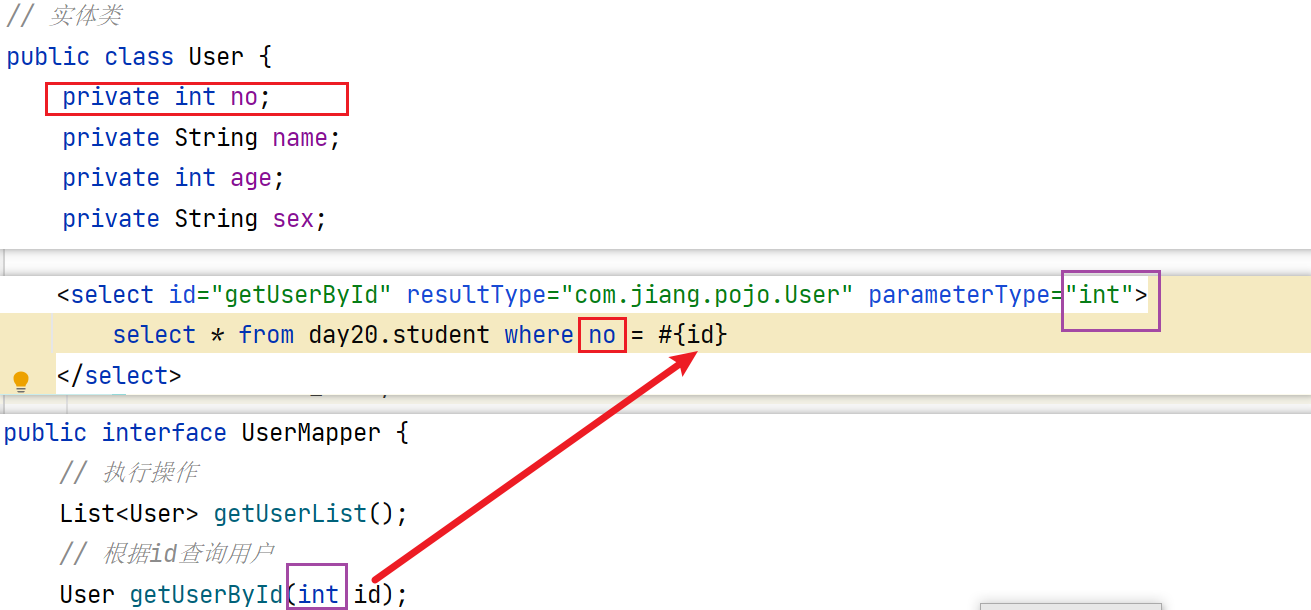 // 实体类
public class User {
private int no;
private String name;
private int age;
private String sex;
<select id="getUserById" resultType="com.jiang.pojo.User" parameterType="int">
select * from day20.student where no = #{id}
</select>
public interface UserMapper {
// 执行操作
List<User> getUserList();
// 根据id查询用户
User getUserById(int id);